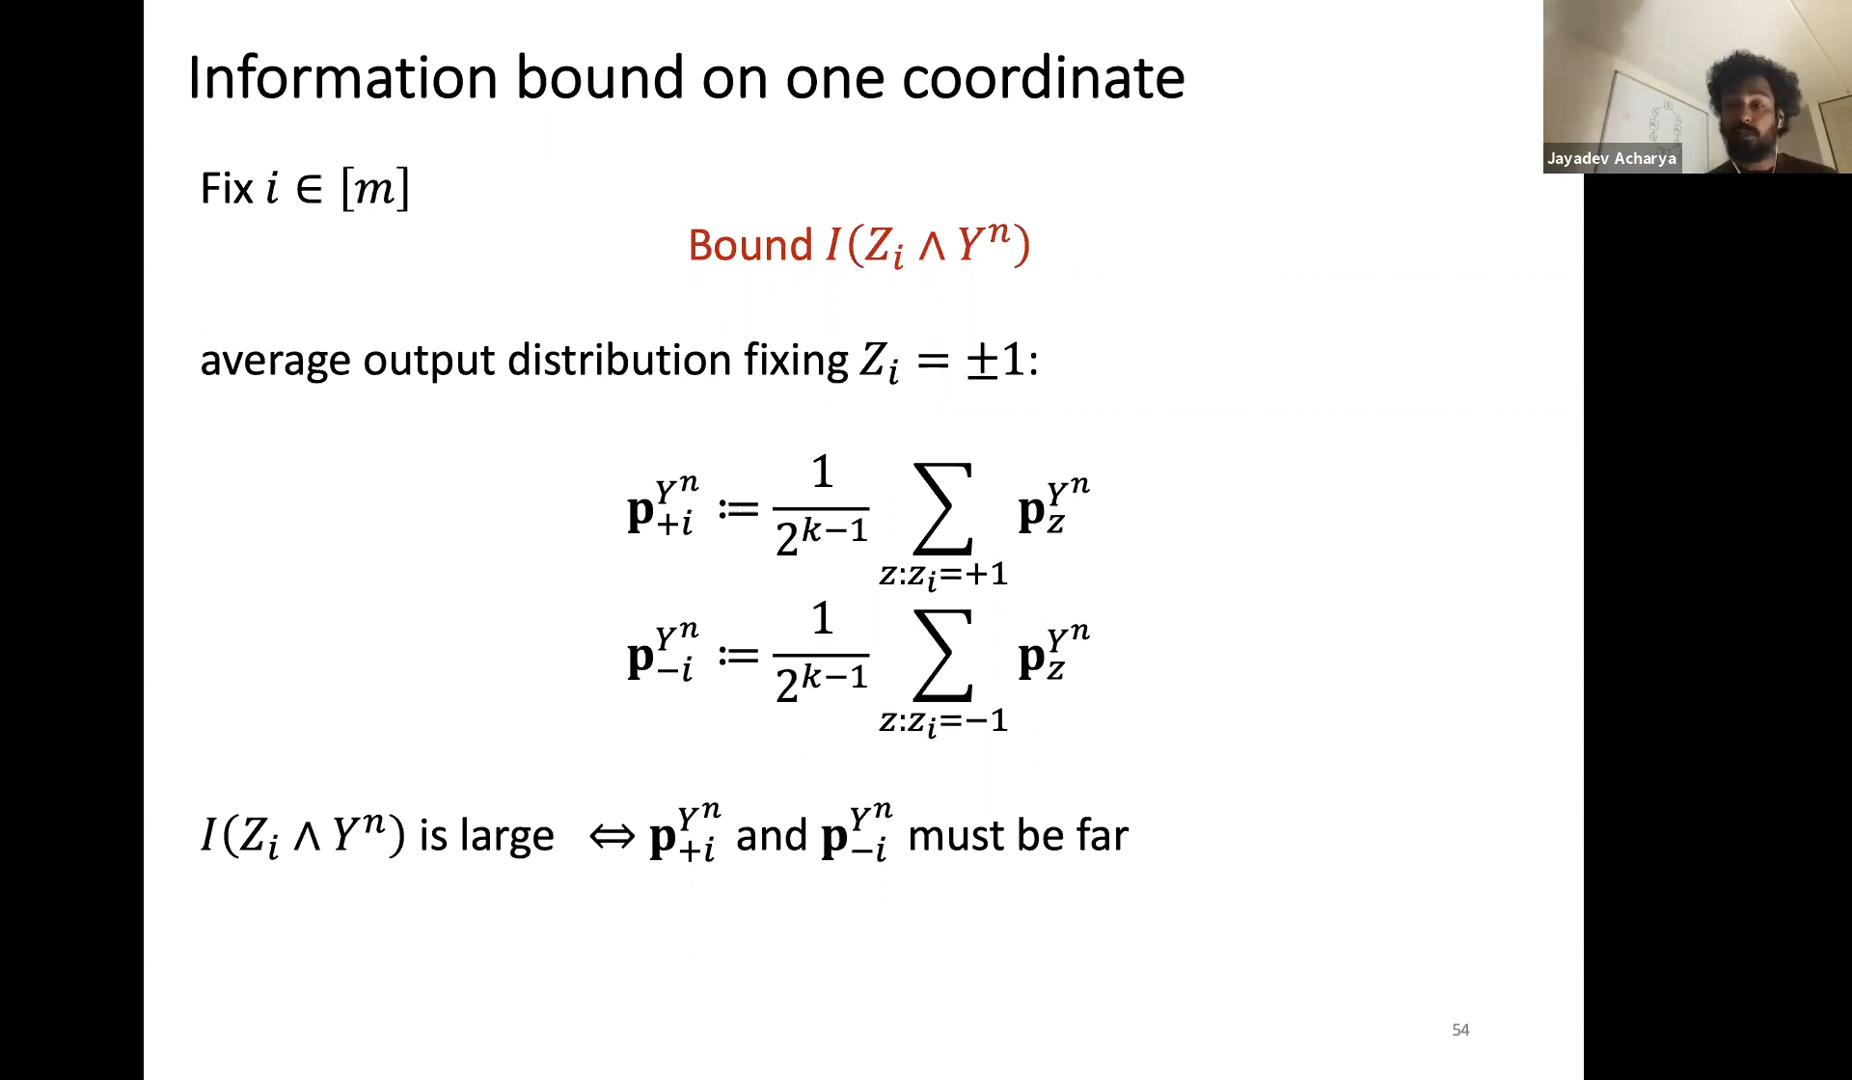 Information bound on one coordinate
Jayadev Acharya
Fix i ∈ [m]
Bound I(Z_i ∧ Y^n)
average output distribution fixing Z_i = ±1:
𝐩_{+i}^{Y^n} ≔ \frac{1}{2^{k−1}} ∑_{z:z_i=+1} 𝐩_z^{Y^n}
𝐩_{−i}^{Y^n} ≔ \frac{1}{2^{k−1}} ∑_{z:z_i=−1} 𝐩_z^{Y^n}
I(Z_i ∧ Y^n) is large ⇔ 𝐩_{+i}^{Y^n} and 𝐩_{−i}^{Y^n} must be far
54